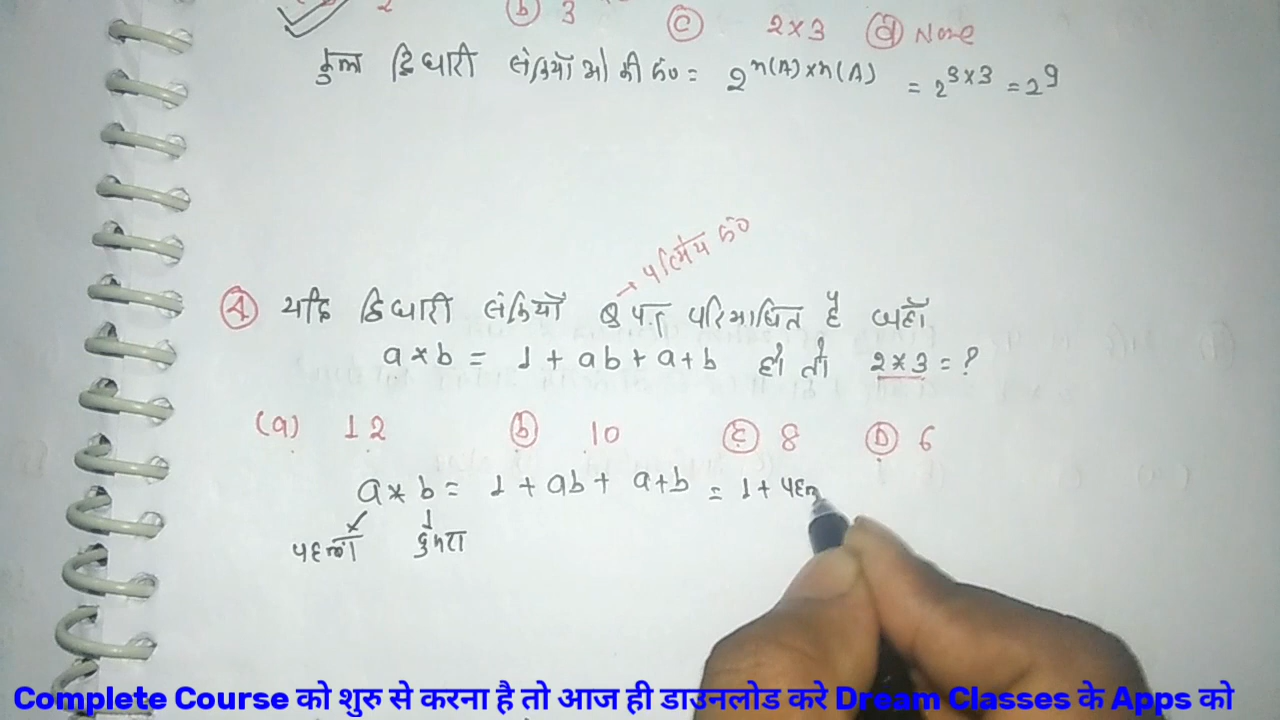 2 ⓑ 3 ⓒ 2×3 ⓓ None
कुल द्विधारी संक्रियाओ की सं० = 2^n(A)×n(A) = 2^3×3 = 2^9
→ परिमेय सं०
④ यदि द्विधारी संक्रियाँ Q पर परिभाषित है जहाँ
a * b = 1 + ab + a + b हो तो 2 * 3 = ?
(a) 12 ⓑ 10 ⓒ 8 Ⓓ 6
a * b = 1 + ab + a+b = 1 + पहल
पहला दुसरा
Complete Course को शुरु से करना है तो आज ही डाउनलोड करे Dream Classes के Apps को